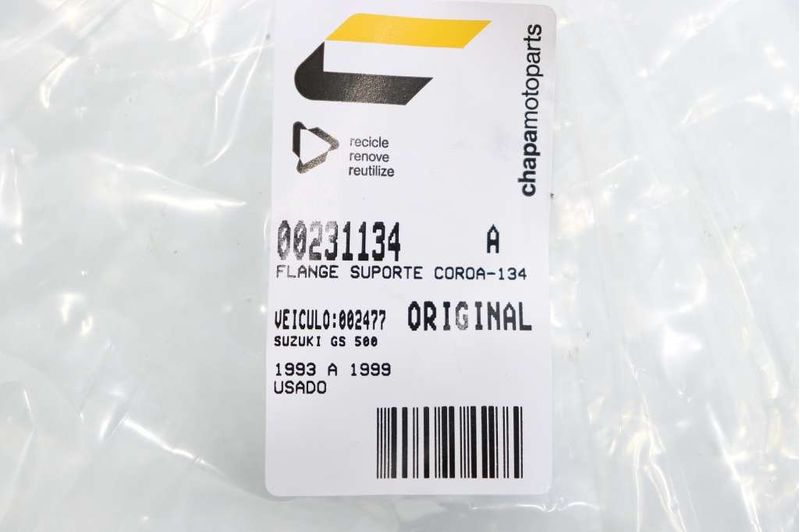 chapamotoparts
recicle
renove
reutilize
00231134 A
FLANGE SUPORTE COROA-134
VEICULO:002477 ORIGINAL
SUZUKI GS 500
1993 A 1999
USADO